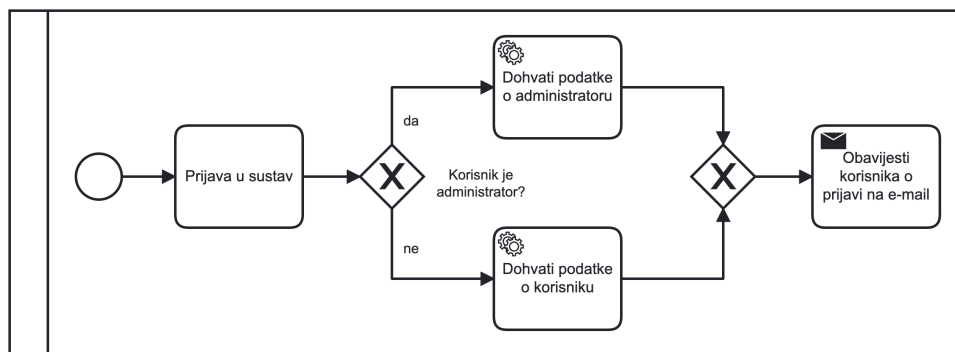 Prijava u sustav
da
Korisnik je
administrator?
ne
Dohvati podatke
o administratoru
Dohvati podatke
o korisniku
Obavijesti
korisnika o
prijavi na e-mail